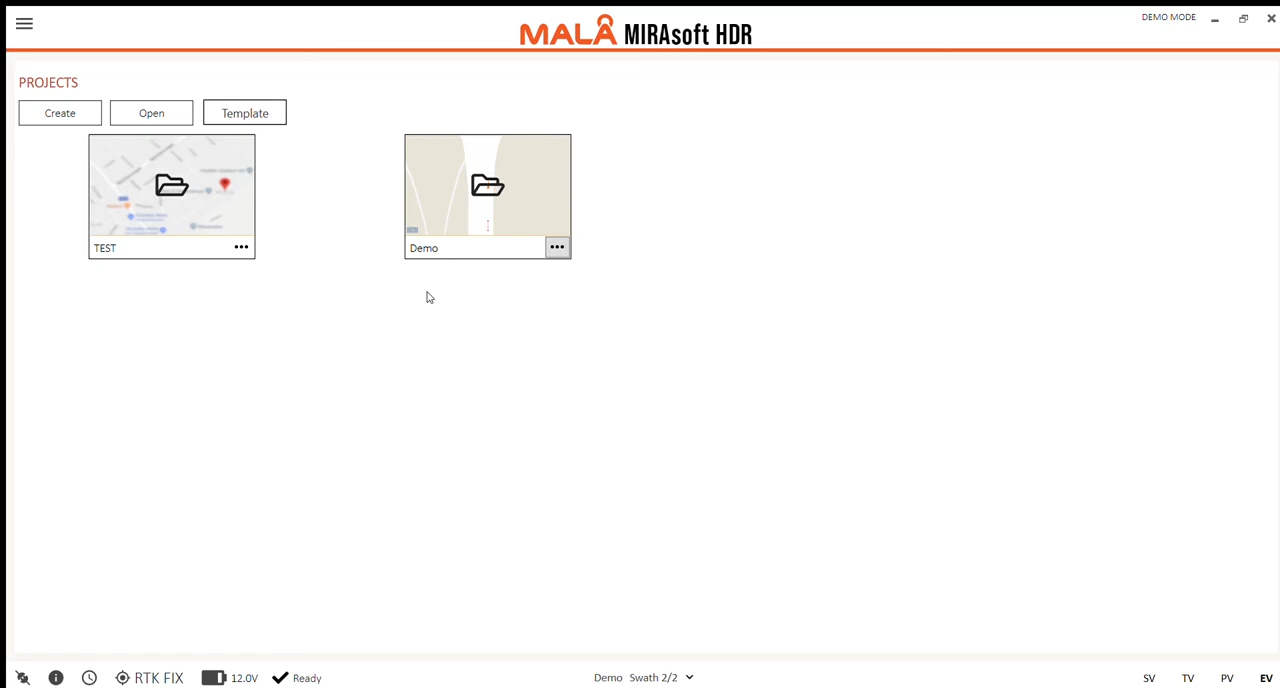 DEMO MODE
MALÅ MIRAsoft HDR
PROJECTS
Create Open Template
TEST ••• Demo •••
RTK FIX 12.0V Ready Demo Swath 2/2 SV TV PV EV